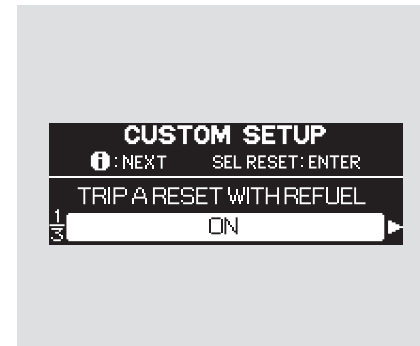 CUSTOM SETUP
i : NEXT SEL RESET : ENTER
TRIP A RESET WITH REFUEL
1/3 ON